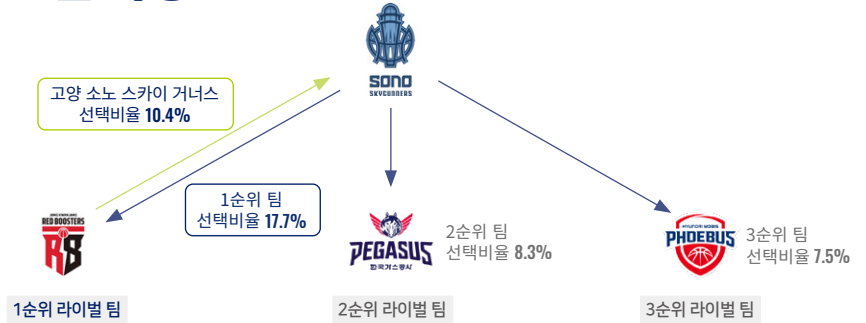 SONO
SKYGUNNERS
고양 소노 스카이 거너스
선택비율 10.4%
1순위 팀
선택비율 17.7%
RED BOOSTERS
RB
PEGASUS
한국가스공사
2순위 팀
선택비율 8.3%
HYUNDAI MOBIS
PHOEBUS
3순위 팀
선택비율 7.5%
1순위 라이벌 팀
2순위 라이벌 팀
3순위 라이벌 팀